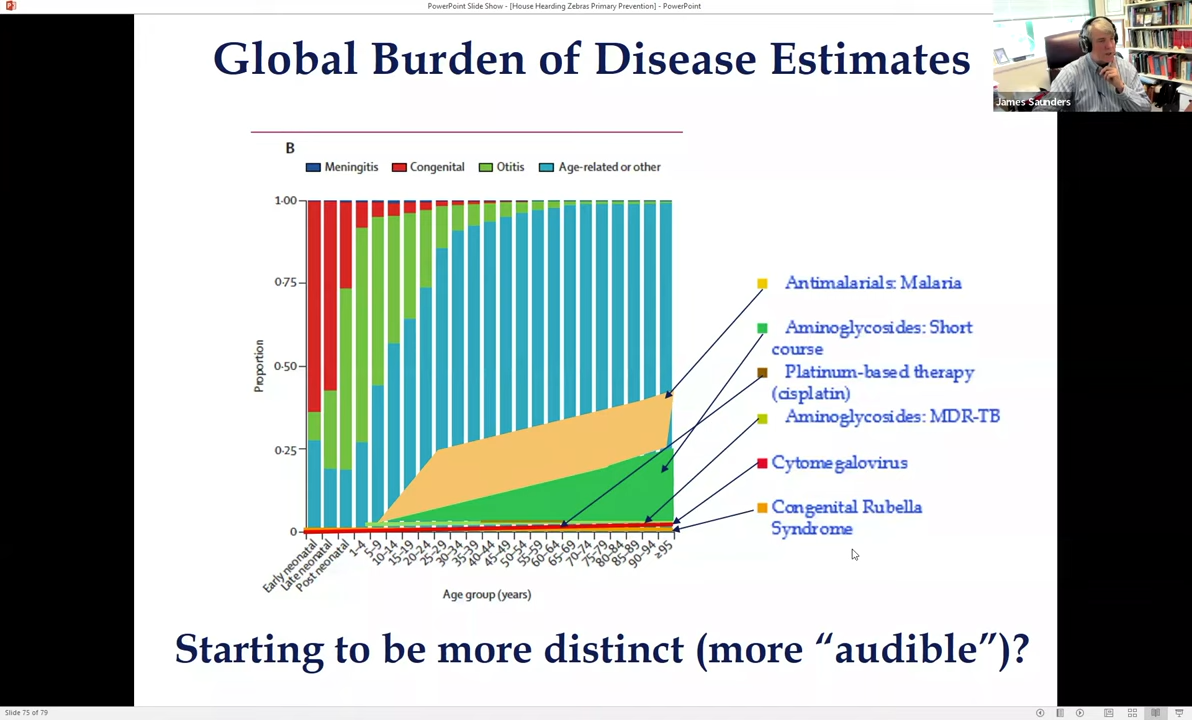 PowerPoint Slide Show - [House Hearding Zebras Primary Prevention] - PowerPoint
Global Burden of Disease Estimates
James Saunders
B
Meningitis Congenital Otitis Age-related or other
1·00
0·75
0·50
0·25
0
Proportion
Early neonatal
Late neonatal
Post neonatal
1-4
5-9
10-14
15-19
20-24
25-29
30-34
35-39
40-44
45-49
50-54
55-59
60-64
65-69
70-74
75-79
80-84
85-89
90-94
≥95
Age group (years)
Antimalarials: Malaria
Aminoglycosides: Short
course
Platinum-based therapy
(cisplatin)
Aminoglycosides: MDR-TB
Cytomegalovirus
Congenital Rubella
Syndrome
Starting to be more distinct (more “audible”)?
Slide 75 of 79